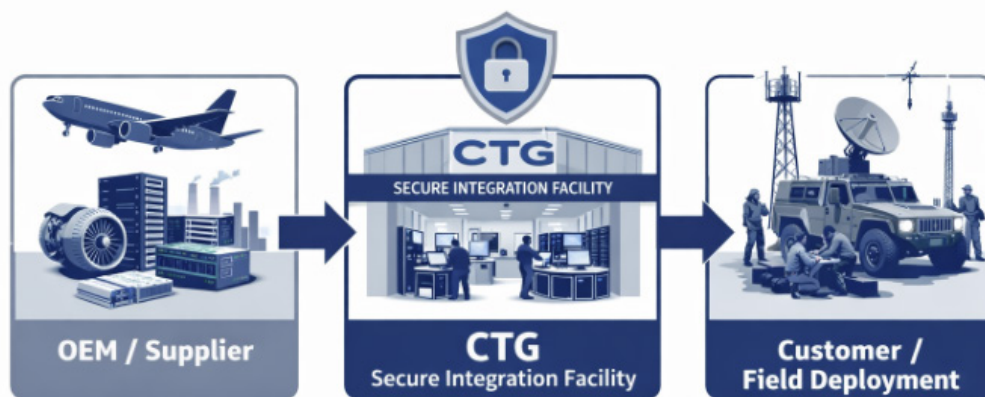 CTG
SECURE INTEGRATION FACILITY
OEM / Supplier
CTG
Secure Integration Facility
Customer /
Field Deployment